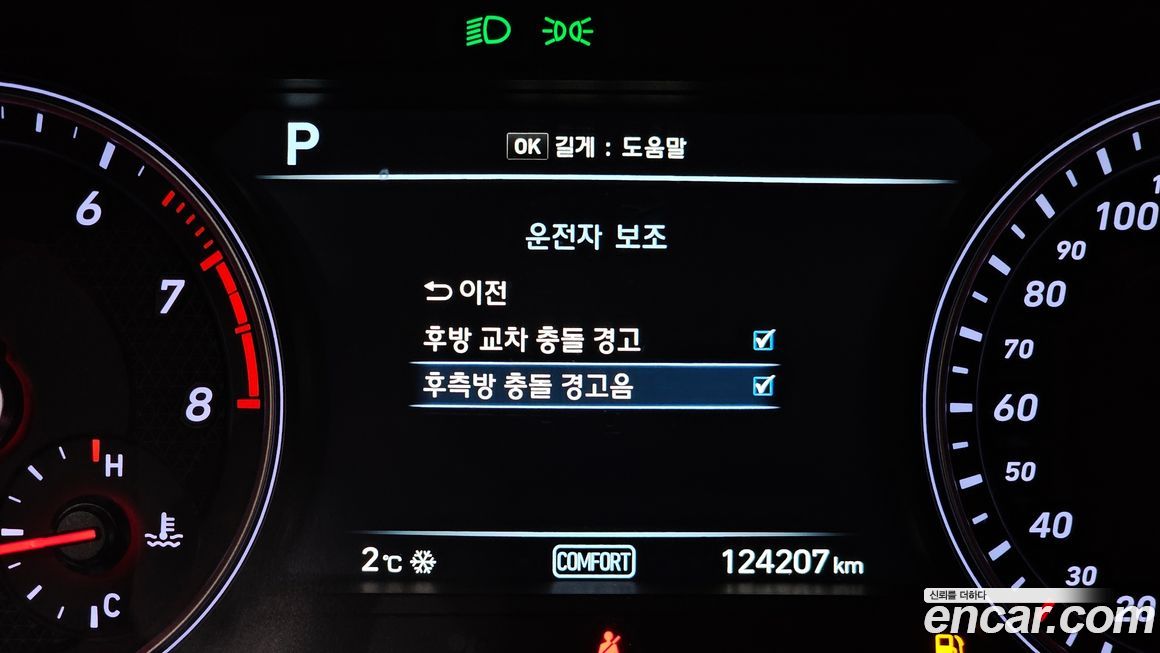 P
OK 길게 : 도움말
운전자 보조
이전
후방 교차 충돌 경고
후측방 충돌 경고음
2℃
COMFORT
124207 km
6
7
8
H
C
100
90
80
70
60
50
40
30
20
신뢰를 더하다
encar.com